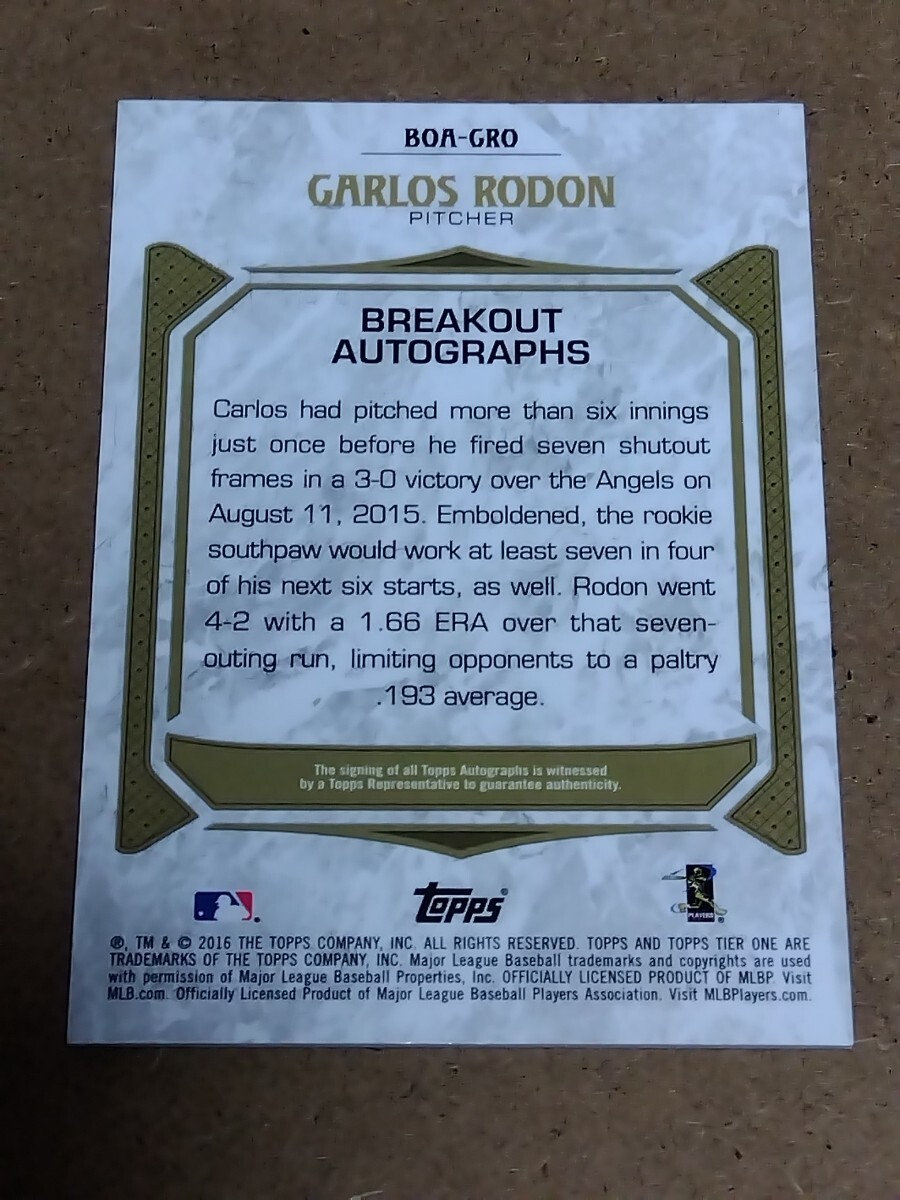 BOA-CRO
CARLOS RODON
PITCHER
BREAKOUT
AUTOGRAPHS
Carlos had pitched more than six innings
just once before he fired seven shutout
frames in a 3-0 victory over the Angels on
August 11, 2015. Emboldened, the rookie
southpaw would work at least seven in four
of his next six starts, as well. Rodon went
4-2 with a 1.66 ERA over that seven-
outing run, limiting opponents to a paltry
.193 average.
The signing of all Topps Autographs is witnessed
by a Topps Representative to guarantee authenticity.
topps®
PLAYERS ®
®, TM & © 2016 THE TOPPS COMPANY, INC. ALL RIGHTS RESERVED. TOPPS AND TOPPS TIER ONE ARE
TRADEMARKS OF THE TOPPS COMPANY, INC. Major League Baseball trademarks and copyrights are used
with permission of Major League Baseball Properties, Inc. OFFICIALLY LICENSED PRODUCT OF MLBP. Visit
MLB.com. Officially Licensed Product of Major League Baseball Players Association. Visit MLBPlayers.com.